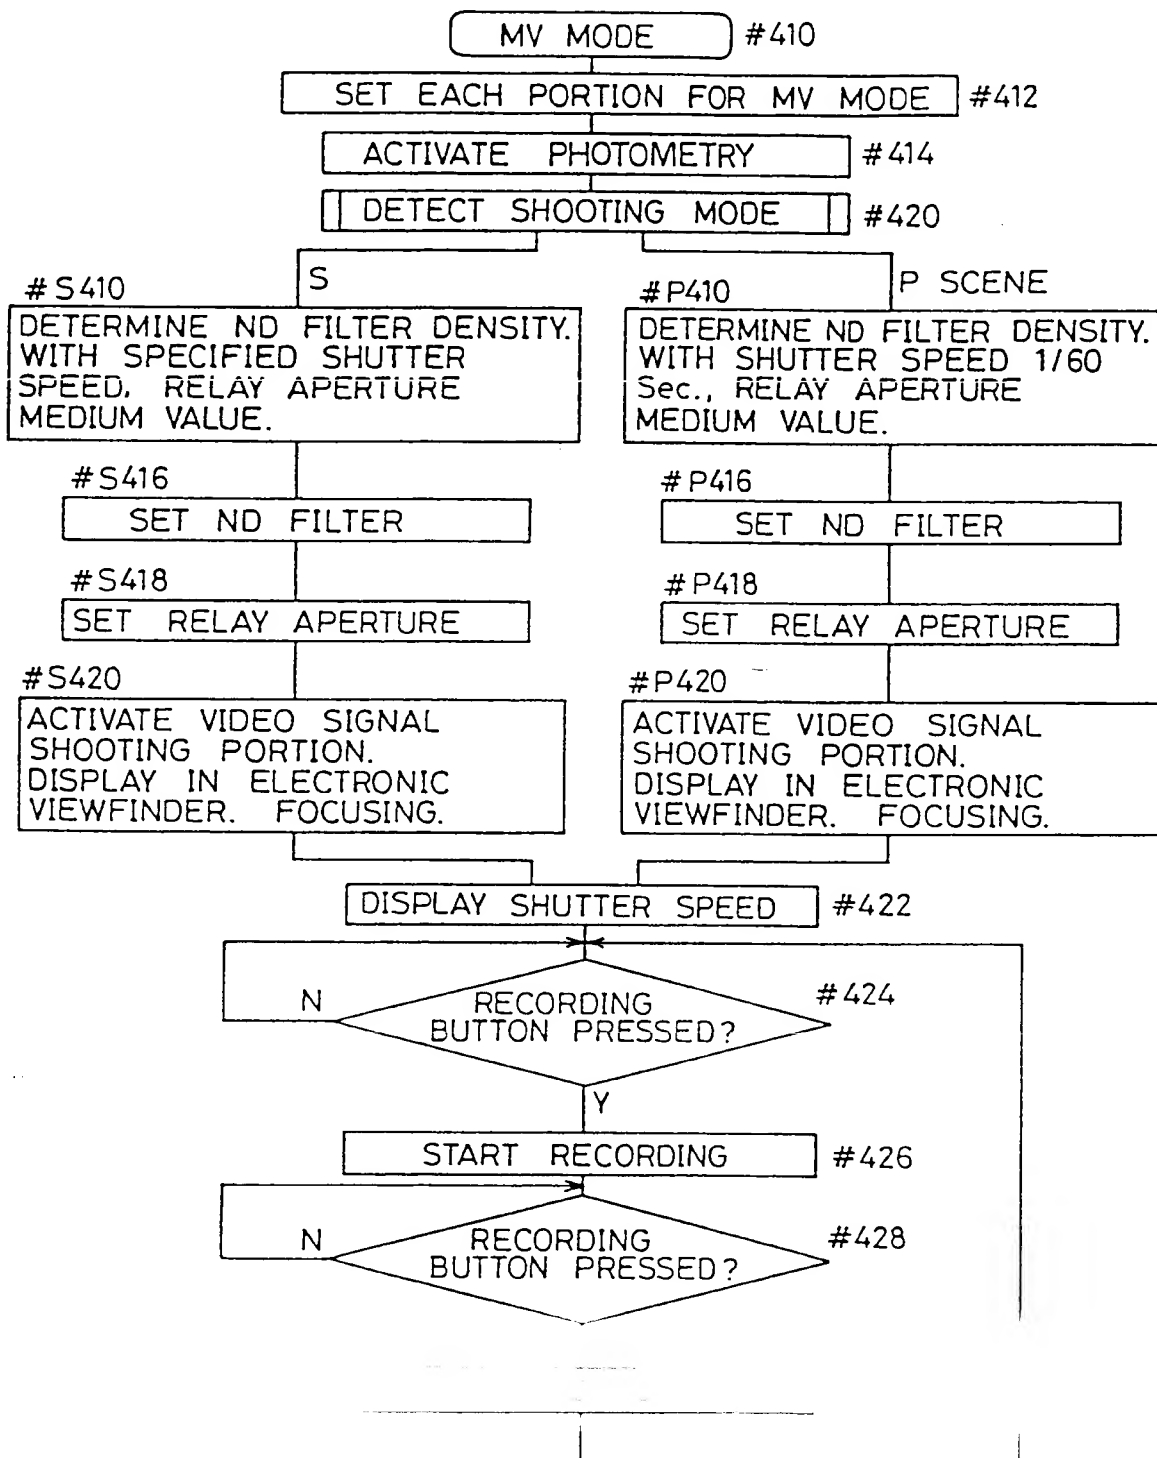 MV MODE #410
SET EACH PORTION FOR MV MODE #412
ACTIVATE PHOTOMETRY #414
DETECT SHOOTING MODE #420
S
P SCENE
#S410
DETERMINE ND FILTER DENSITY.
WITH SPECIFIED SHUTTER
SPEED, RELAY APERTURE
MEDIUM VALUE.
#P410
DETERMINE ND FILTER DENSITY.
WITH SHUTTER SPEED 1/60
Sec., RELAY APERTURE
MEDIUM VALUE.
#S416
SET ND FILTER
#P416
SET ND FILTER
#S418
SET RELAY APERTURE
#P418
SET RELAY APERTURE
#S420
ACTIVATE VIDEO SIGNAL
SHOOTING PORTION.
DISPLAY IN ELECTRONIC
VIEWFINDER. FOCUSING.
#P420
ACTIVATE VIDEO SIGNAL
SHOOTING PORTION.
DISPLAY IN ELECTRONIC
VIEWFINDER. FOCUSING.
DISPLAY SHUTTER SPEED #422
N
RECORDING
BUTTON PRESSED?
#424
Y
START RECORDING #426
N
RECORDING
BUTTON PRESSED?
#428